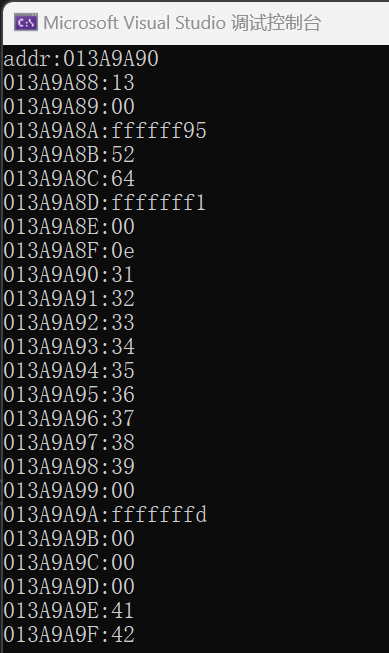 Microsoft Visual Studio 调试控制台
addr:013A9A90
013A9A88:13
013A9A89:00
013A9A8A:ffffff95
013A9A8B:52
013A9A8C:64
013A9A8D:fffffff1
013A9A8E:00
013A9A8F:0e
013A9A90:31
013A9A91:32
013A9A92:33
013A9A93:34
013A9A94:35
013A9A95:36
013A9A96:37
013A9A97:38
013A9A98:39
013A9A99:00
013A9A9A:fffffffd
013A9A9B:00
013A9A9C:00
013A9A9D:00
013A9A9E:41
013A9A9F:42